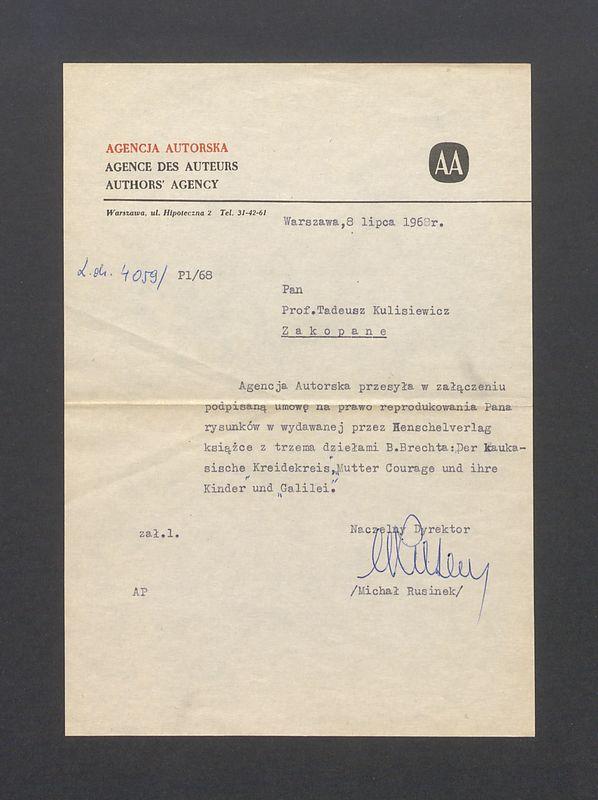 AGENCJA AUTORSKA
AGENCE DES AUTEURS
AUTHORS' AGENCY
AA
Warszawa, ul. Hipoteczna 2 Tel. 31-42-61
Warszawa,8 lipca 1968r.
L.dz. 4059/ P1/68
Pan
Prof.Tadeusz Kulisiewicz
Zakopane
Agencja Autorska przesyła w załączeniu
podpisaną umowę na prawo reprodukowania Pana
rysunków w wydawanej przez Henschelverlag
książce z trzema dziełami B.Brechta:„Der Kauka-
sische Kreidekreis",„Mutter Courage und ihre
Kinder" und „Galilei".
zał.1.
Naczelny Dyrektor
AP
/Michał Rusinek/